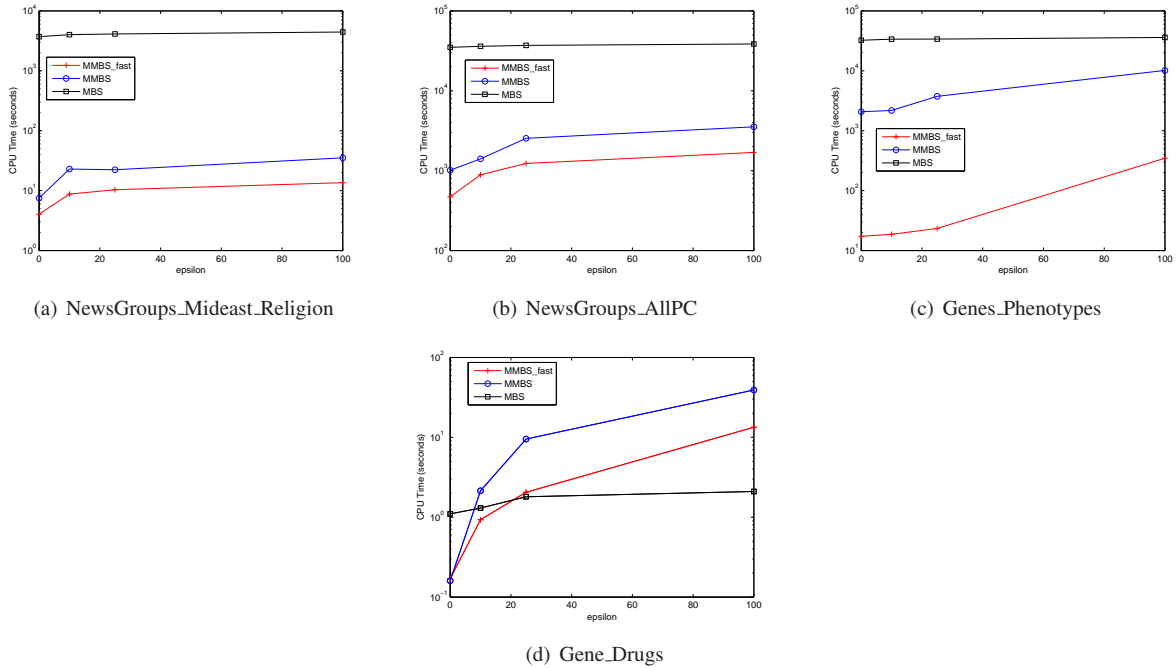 10^4
10^3
10^2
10^1
10^0
CPU Time (seconds)
MMBS_fast
MMBS
MBS
0 20 40 60 80 100
epsilon
(a) NewsGroups_Mideast_Religion
10^5
10^4
10^3
10^2
CPU Time (seconds)
MMBS_fast
MMBS
MBS
0 20 40 60 80 100
epsilon
(b) NewsGroups_AllPC
10^5
10^4
10^3
10^2
10^1
CPU Time (seconds)
MMBS_fast
MMBS
MBS
0 20 40 60 80 100
epsilon
(c) Genes_Phenotypes
10^2
10^1
10^0
10^-1
CPU Time (seconds)
MMBS_fast
MMBS
MBS
0 20 40 60 80 100
epsilon
(d) Gene_Drugs